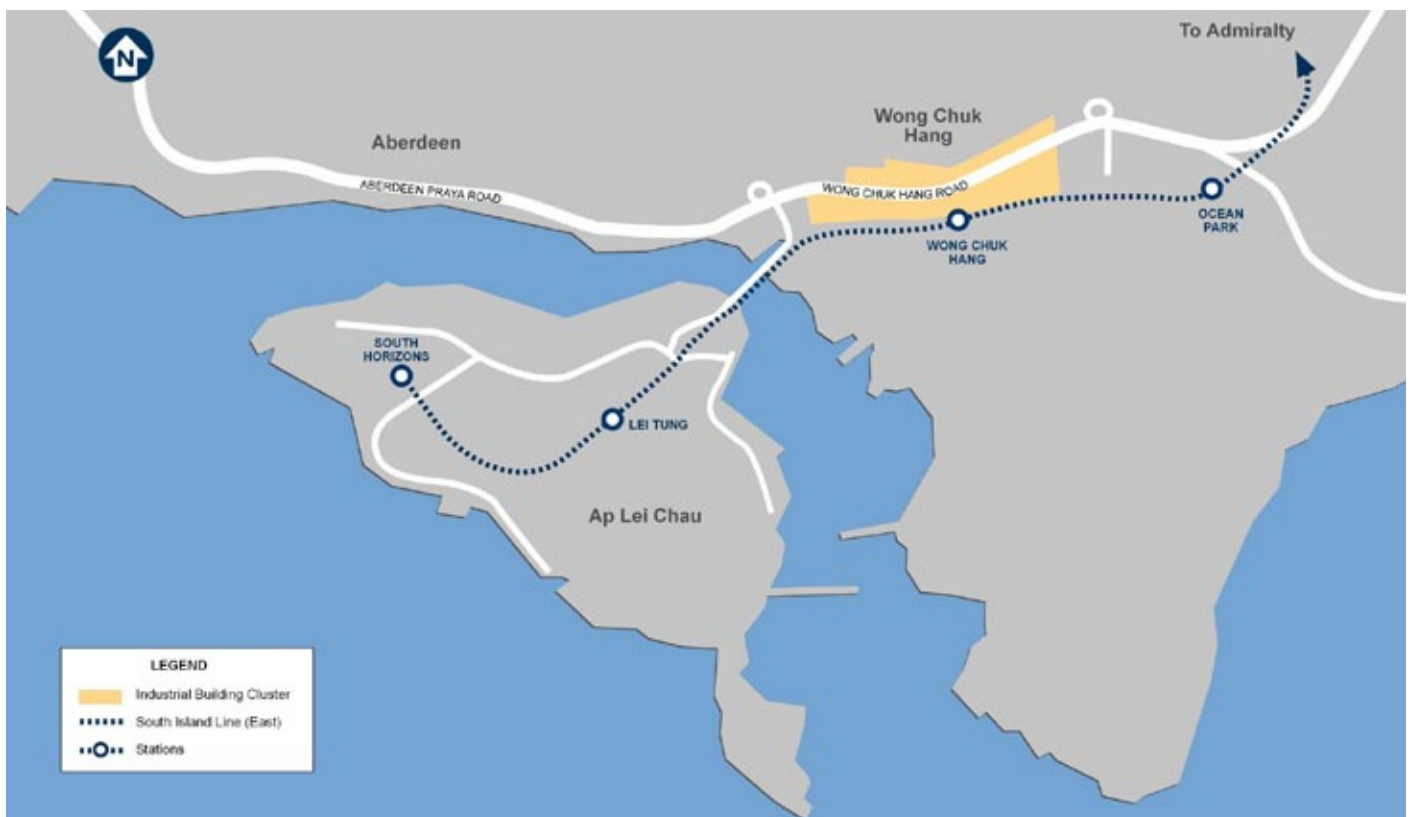 N
To Admiralty
Wong Chuk
Hang
Aberdeen
ABERDEEN PRAYA ROAD
WONG CHUK HANG ROAD
OCEAN
PARK
WONG CHUK
HANG
SOUTH
HORIZONS
LEI TUNG
Ap Lei Chau
LEGEND
Industrial Building Cluster
South Island Line (East)
Stations